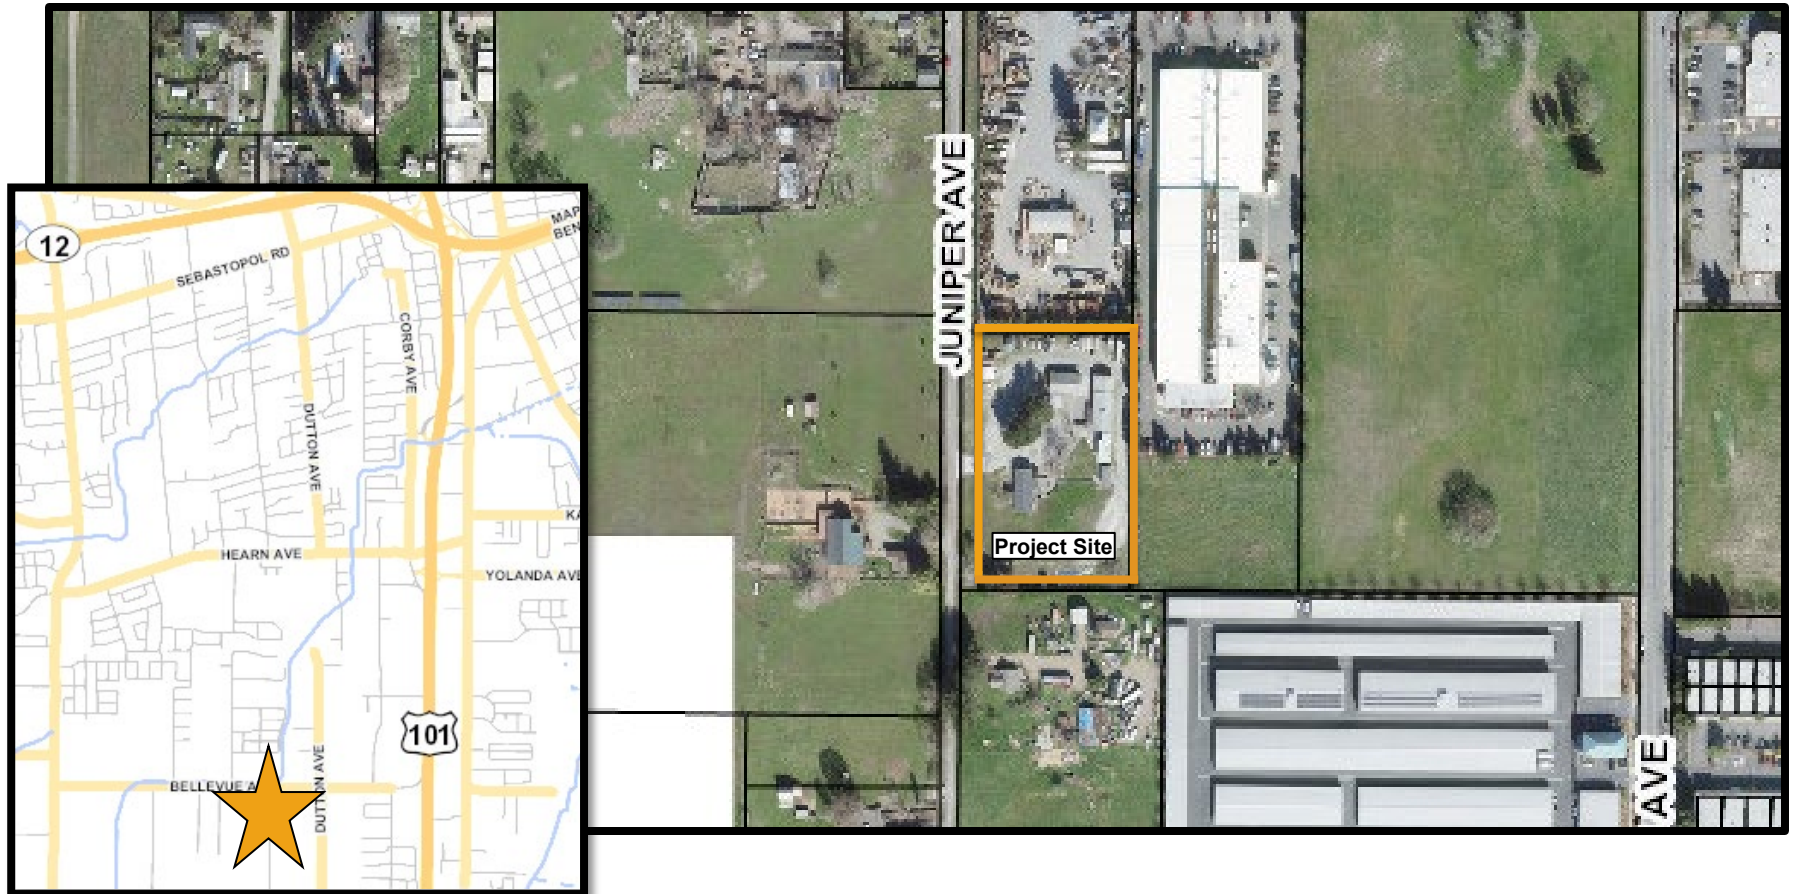 JUNIPER AVE
Project Site
AVE
12
SEBASTOPOL RD
MAP
BEN
CORBY AVE
DUTTON AVE
HEARN AVE
KA
YOLANDA AVE
101
BELLEVUE A
DUTTON AVE